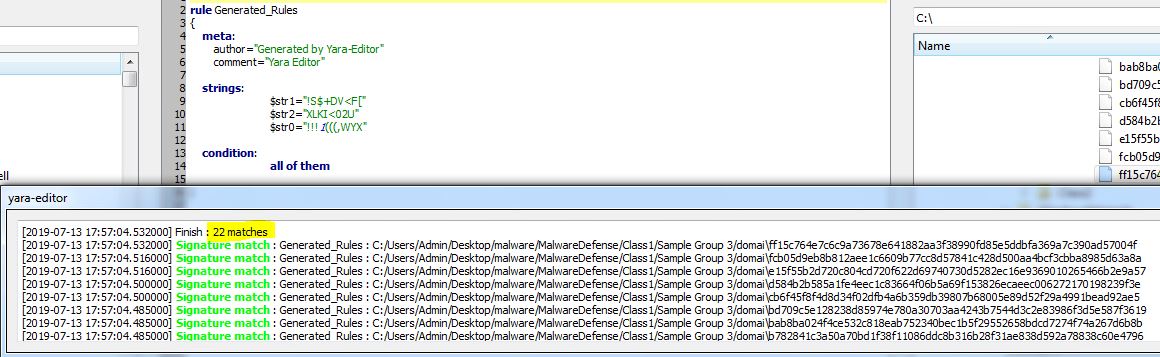 2 rule Generated_Rules
3 {
4 meta:
5 author="Generated by Yara-Editor"
6 comment="Yara Editor"
7
8 strings:
9 $str1="!S$+DV<F["
10 $str2="XLKI<02U"
11 $str0="!!! I(((,WYX"
12
13 condition:
14 all of them
15
C:\
Name
bab8ba0
bd709c5
cb6f45f8
d584b2b
e15f55b
fcb05d9
ff15c764
ell
yara-editor
[2019-07-13 17:57:04.532000] Finish : 22 matches
[2019-07-13 17:57:04.532000] Signature match : Generated_Rules : C:/Users/Admin/Desktop/malware/MalwareDefense/Class1/Sample Group 3/domai\ff15c764e7c6c9a73678e641882aa3f38990fd85e5ddbfa369a7c390ad57004f
[2019-07-13 17:57:04.516000] Signature match : Generated_Rules : C:/Users/Admin/Desktop/malware/MalwareDefense/Class1/Sample Group 3/domai\fcb05d9eb8b812aee1c6609b77cc8d57841c428d500aa4bcf3cbba8985d63a8a
[2019-07-13 17:57:04.516000] Signature match : Generated_Rules : C:/Users/Admin/Desktop/malware/MalwareDefense/Class1/Sample Group 3/domai\e15f55b2d720c804cd720f622d69740730d5282ec16e9369010265466b2e9a57
[2019-07-13 17:57:04.500000] Signature match : Generated_Rules : C:/Users/Admin/Desktop/malware/MalwareDefense/Class1/Sample Group 3/domai\d584b2b585a1fe4eec1c83664f06b5a69f153826ecaeec006272170198239f3e
[2019-07-13 17:57:04.500000] Signature match : Generated_Rules : C:/Users/Admin/Desktop/malware/MalwareDefense/Class1/Sample Group 3/domai\cb6f45f8f4d8d34f02dfb4a6b359db39807b68005e89d52f29a4991bead92ae5
[2019-07-13 17:57:04.485000] Signature match : Generated_Rules : C:/Users/Admin/Desktop/malware/MalwareDefense/Class1/Sample Group 3/domai\bd709c5e128238d85974e780a30703aa4243b7544d3c2e83986f3d5e587f3619
[2019-07-13 17:57:04.485000] Signature match : Generated_Rules : C:/Users/Admin/Desktop/malware/MalwareDefense/Class1/Sample Group 3/domai\bab8ba024f4ce532c818eab752340bec1b5f29552658bdcd7274f74a267d6b8b
[2019-07-13 17:57:04.485000] Signature match : Generated_Rules : C:/Users/Admin/Desktop/malware/MalwareDefense/Class1/Sample Group 3/domai\b782841c3a50a70bd1f38f11086ddc8b316b28f31ae838d592a78838c60e4796